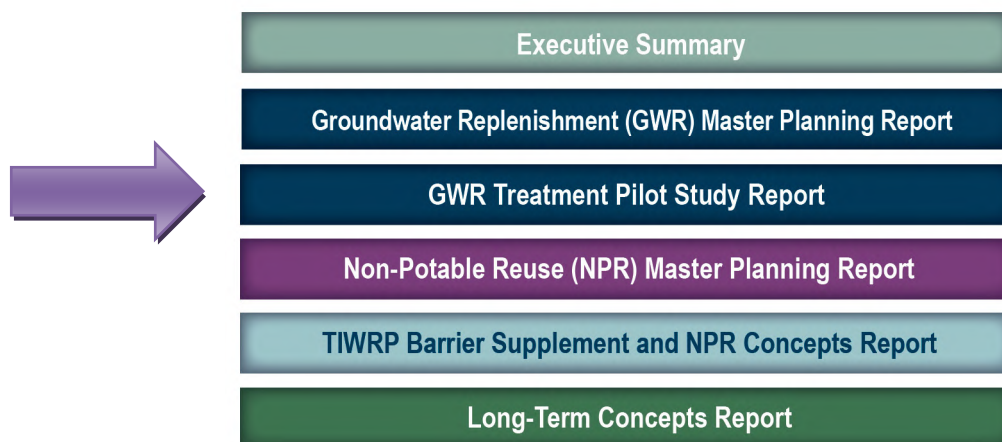 Executive Summary
Groundwater Replenishment (GWR) Master Planning Report
GWR Treatment Pilot Study Report
Non-Potable Reuse (NPR) Master Planning Report
TIWRP Barrier Supplement and NPR Concepts Report
Long-Term Concepts Report